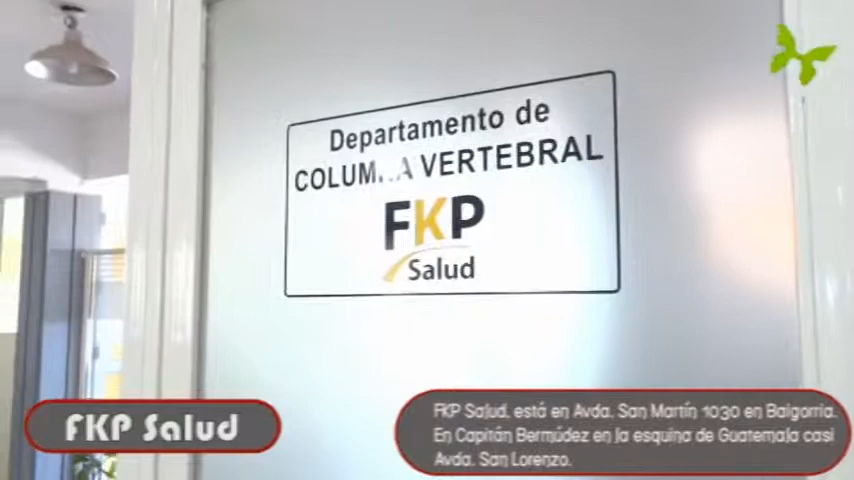 Departamento de
COLUMNA VERTEBRAL
FKP
Salud
FKP Salud
FKP Salud. está en Avda. San Martín 1030 en Baigorria.
En Capitán Bermúdez en la esquina de Guatemala casi
Avda. San Lorenzo.